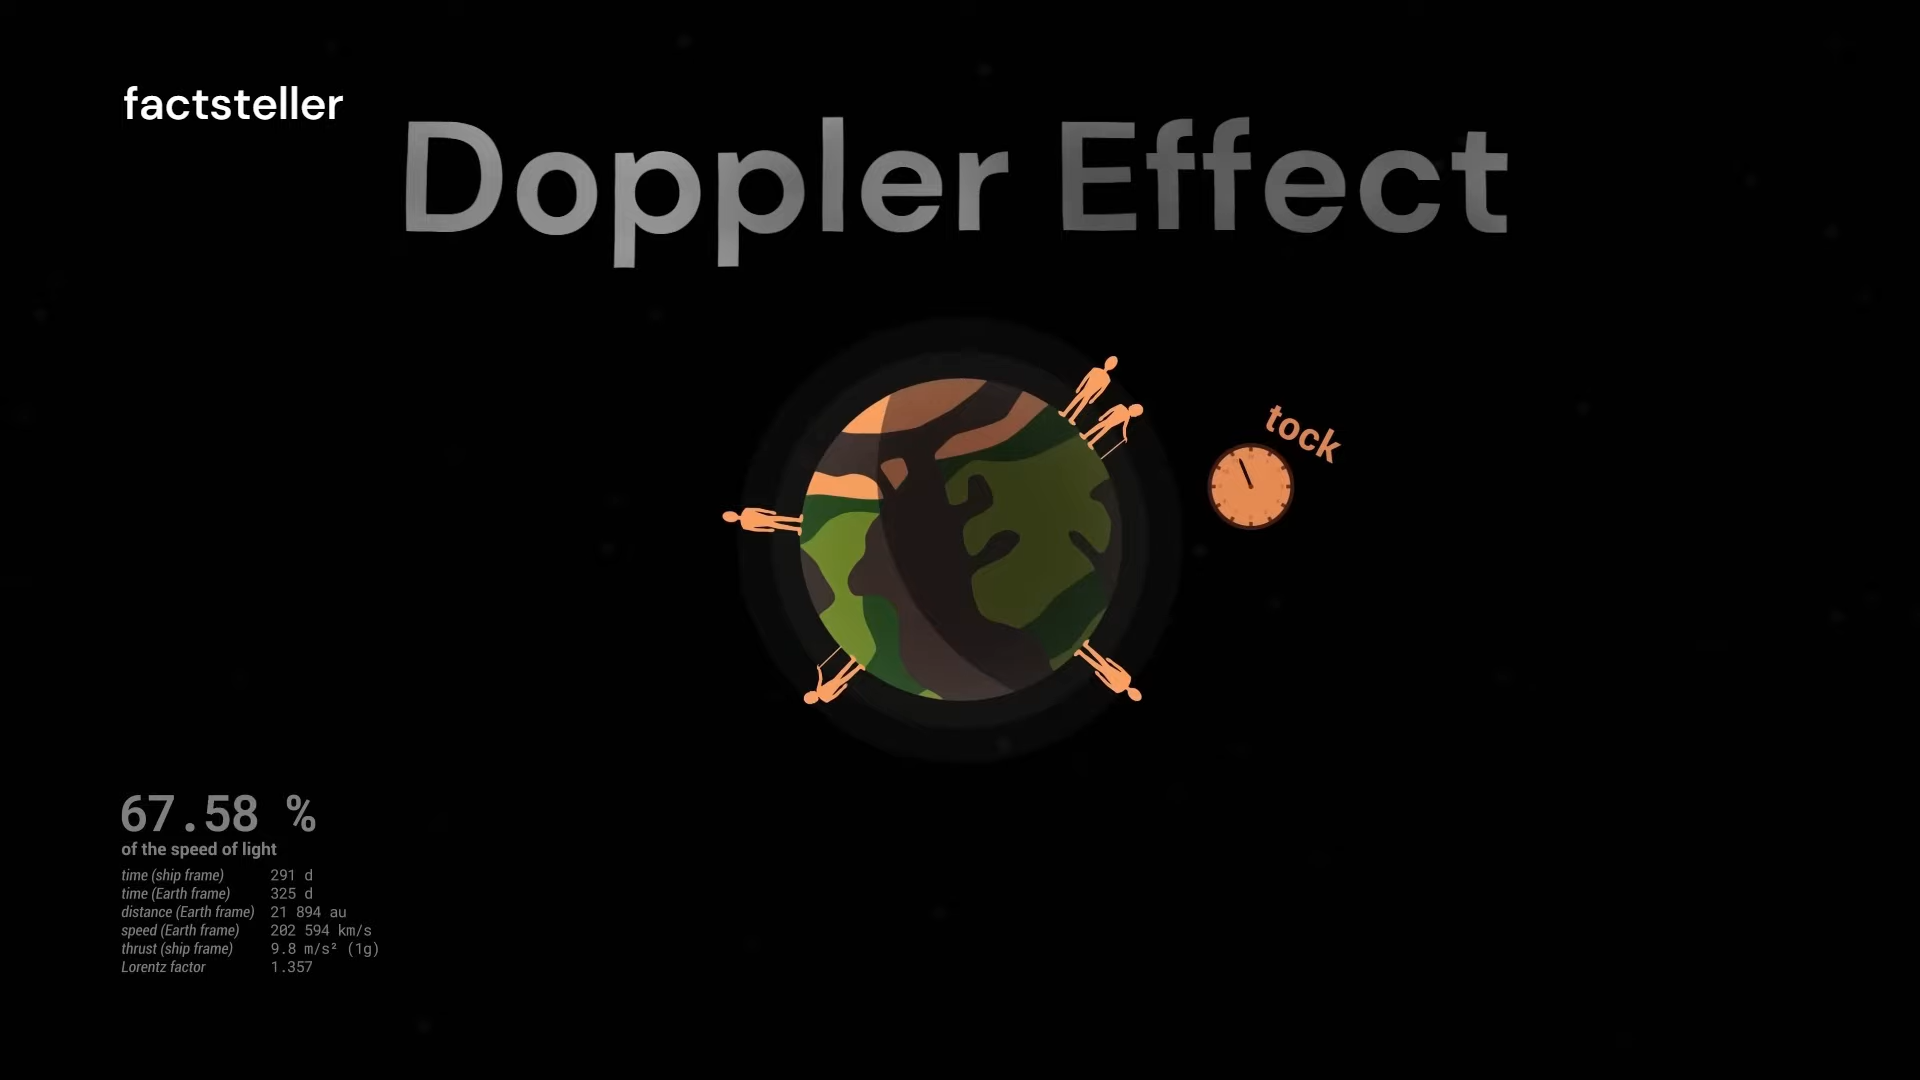 factsteller
Doppler Effect
tock
67.58 %
of the speed of light
time (ship frame) 291 d
time (Earth frame) 325 d
distance (Earth frame) 21 894 au
speed (Earth frame) 202 594 km/s
thrust (ship frame) 9.8 m/s² (1g)
Lorentz factor 1.357